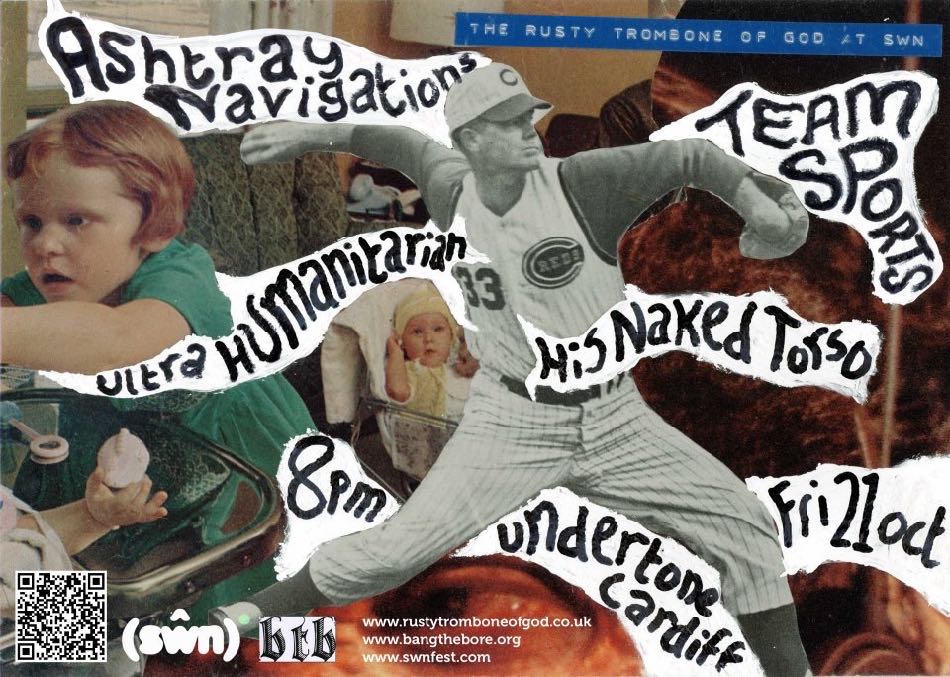 THE RUSTY TROMBONE OF GOD AT SWN
Ashtray
Navigations
TEAM
SPORTS
C
REDS
33
ultra Humanitarian
His Naked Torso
8pm
undertone
Cardiff
Fri 21 oct
(sŵn)
btb
www.rustytromboneofgod.co.uk
www.bangthebore.org
www.swnfest.com